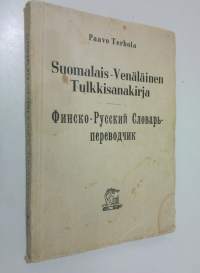 Paavo Terhola
Suomalais-Venäläinen
Tulkkisanakirja
Финско-Русский Словарь-
переводчик